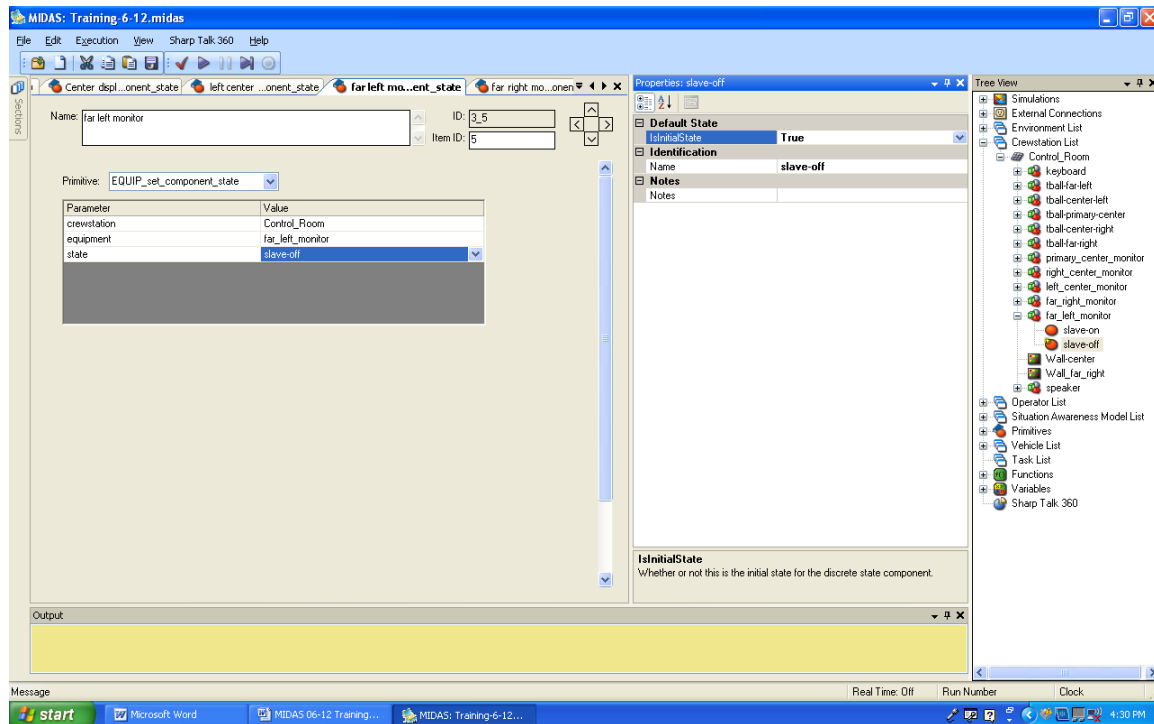 MIDAS: Training-6-12.midas
File Edit Execution View Sharp Talk 360 Help
Sections
Center displ...onent_state left center ...onent_state far left mo...ent_state far right mo...onen
Name: far left monitor
ID: 3_5
Item ID: 5
Primitive: EQUIP_set_component_state
Parameter Value
crewstation Control_Room
equipment far_left_monitor
state slave-off
Properties: slave-off
Default State
IsInitialState True
Identification
Name slave-off
Notes
Notes
IsInitialState
Whether or not this is the initial state for the discrete state component.
Tree View
Simulations
External Connections
Environment List
Crewstation List
Control_Room
keyboard
tball-far-left
tball-center-left
tball-primary-center
tball-center-right
tball-far-right
primary_center_monitor
right_center_monitor
left_center_monitor
far_right_monitor
far_left_monitor
slave-on
slave-off
Wall-center
Wall_far_right
speaker
Operator List
Situation Awareness Model List
Primitives
Vehicle List
Task List
Functions
Variables
Sharp Talk 360
Output
Message Real Time: Off Run Number Clock
start Microsoft Word MIDAS 06-12 Training... MIDAS: Training-6-12... 4:30 PM